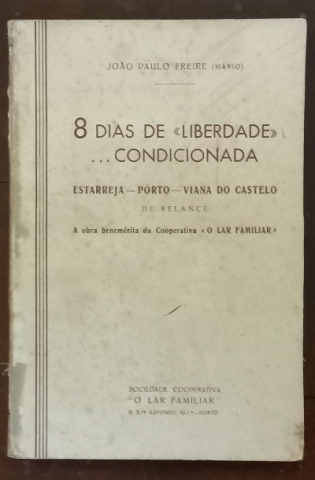 JOÃO PAULO FREIRE (MÁRIO)
8 DIAS DE «LIBERDADE»
...CONDICIONADA
ESTARREJA — PÔRTO — VIANA DO CASTELO
DE RELANCE
A obra benemérita da Cooperativa «O LAR FAMILIAR»
SOCIEDADE COOPERATIVA
"O LAR FAMILIAR"
PORTO